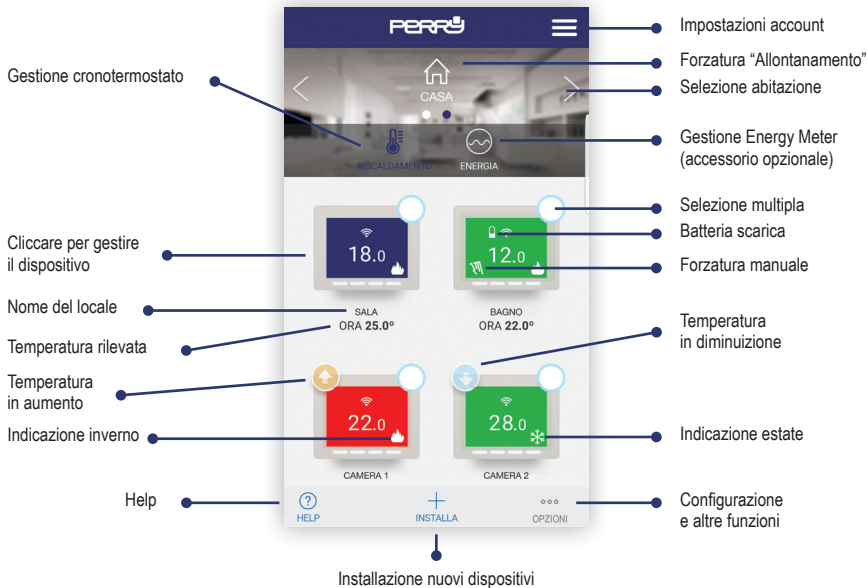 PERRY
Impostazioni account
Forzatura “Allontanamento”
Selezione abitazione
Gestione cronotermostato
CASA
Gestione Energy Meter
(accessorio opzionale)
RISCALDAMENTO
ENERGIA
Selezione multipla
Batteria scarica
Forzatura manuale
Cliccare per gestire
il dispositivo
18.0
12.0
Nome del locale
SALA
BAGNO
ORA 25.0°
ORA 22.0°
Temperatura rilevata
Temperatura
in diminuizione
Temperatura
in aumento
22.0
28.0
Indicazione inverno
Indicazione estate
CAMERA 1
CAMERA 2
Help
?
HELP
INSTALLA
OPZIONI
Configurazione
e altre funzioni
Installazione nuovi dispositivi